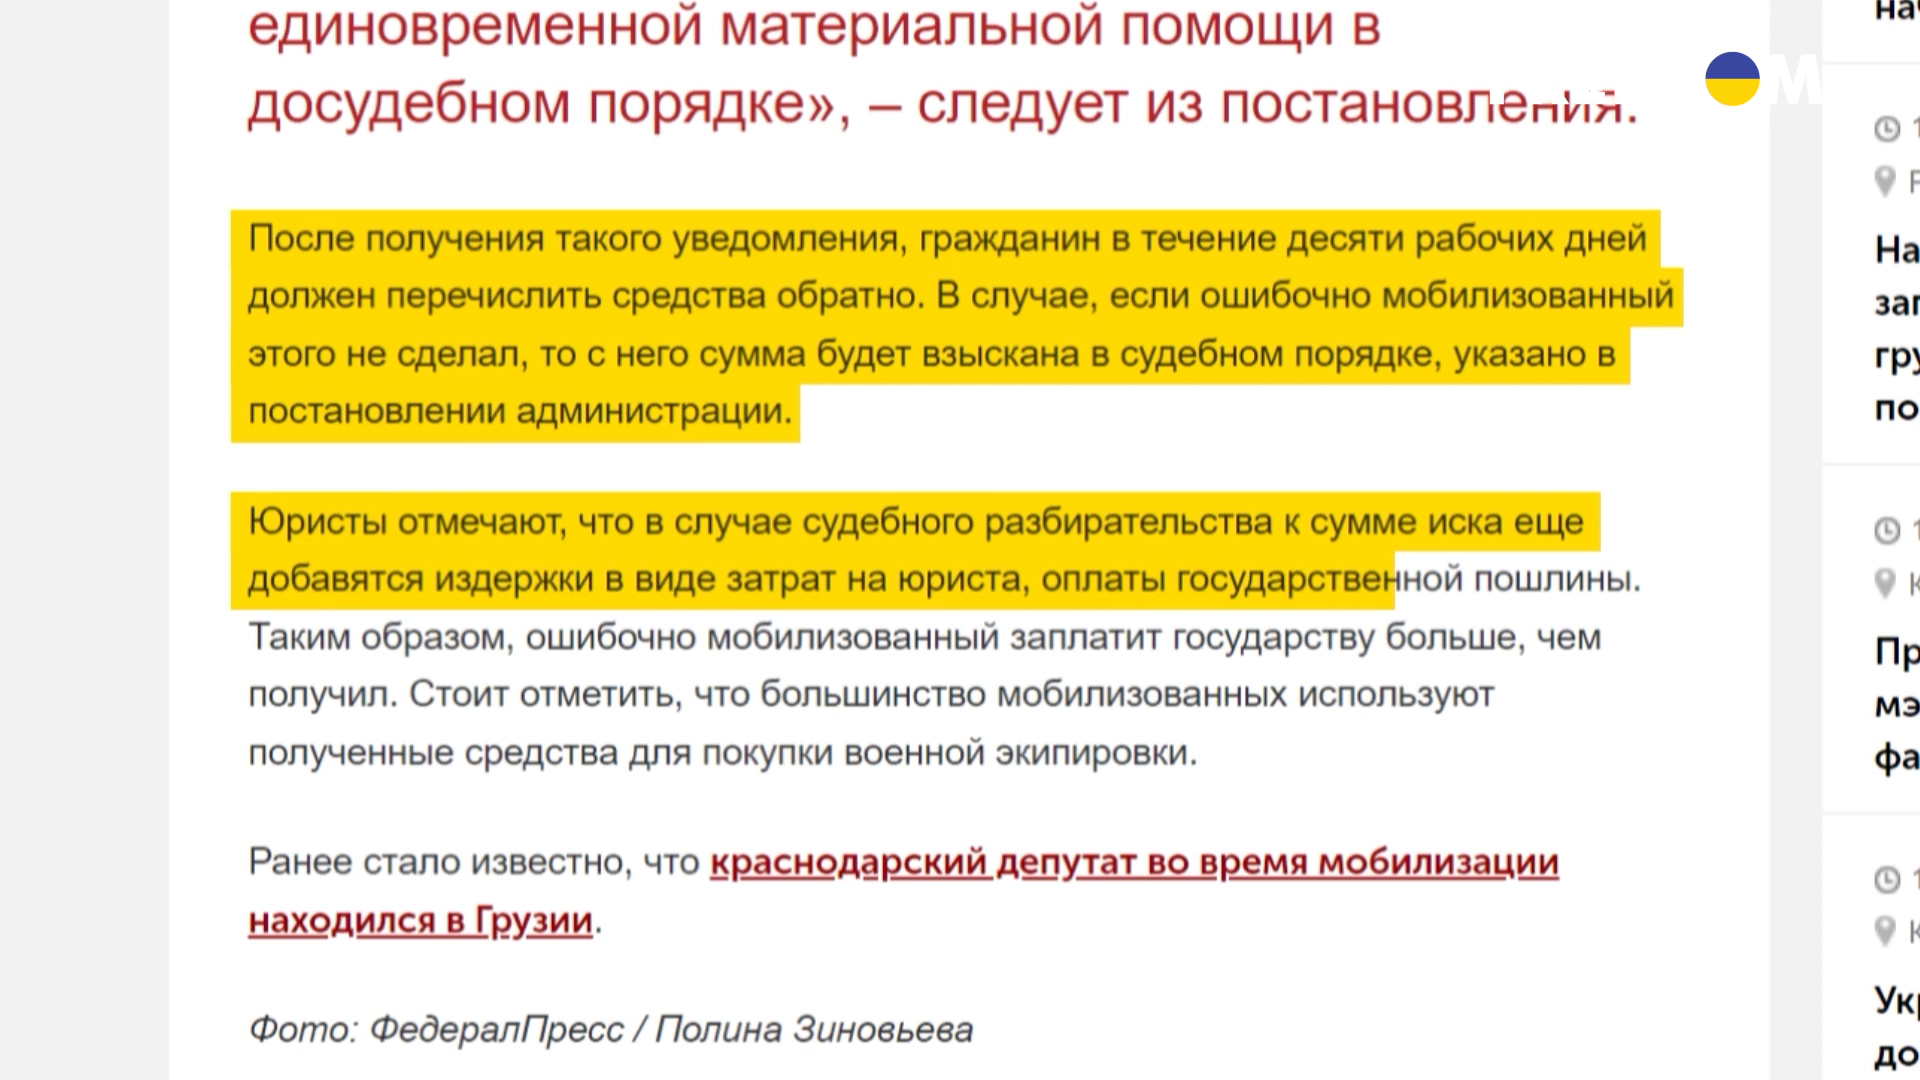 единовременной материальной помощи в
досудебном порядке», – следует из постановления.
После получения такого уведомления, гражданин в течение десяти рабочих дней
должен перечислить средства обратно. В случае, если ошибочно мобилизованный
этого не сделал, то с него сумма будет взыскана в судебном порядке, указано в
постановлении администрации.
Юристы отмечают, что в случае судебного разбирательства к сумме иска еще
добавятся издержки в виде затрат на юриста, оплаты государственной пошлины.
Таким образом, ошибочно мобилизованный заплатит государству больше, чем
получил. Стоит отметить, что большинство мобилизованных используют
полученные средства для покупки военной экипировки.
Ранее стало известно, что краснодарский депутат во время мобилизации
находился в Грузии.
Фото: ФедералПресс / Полина Зиновьева